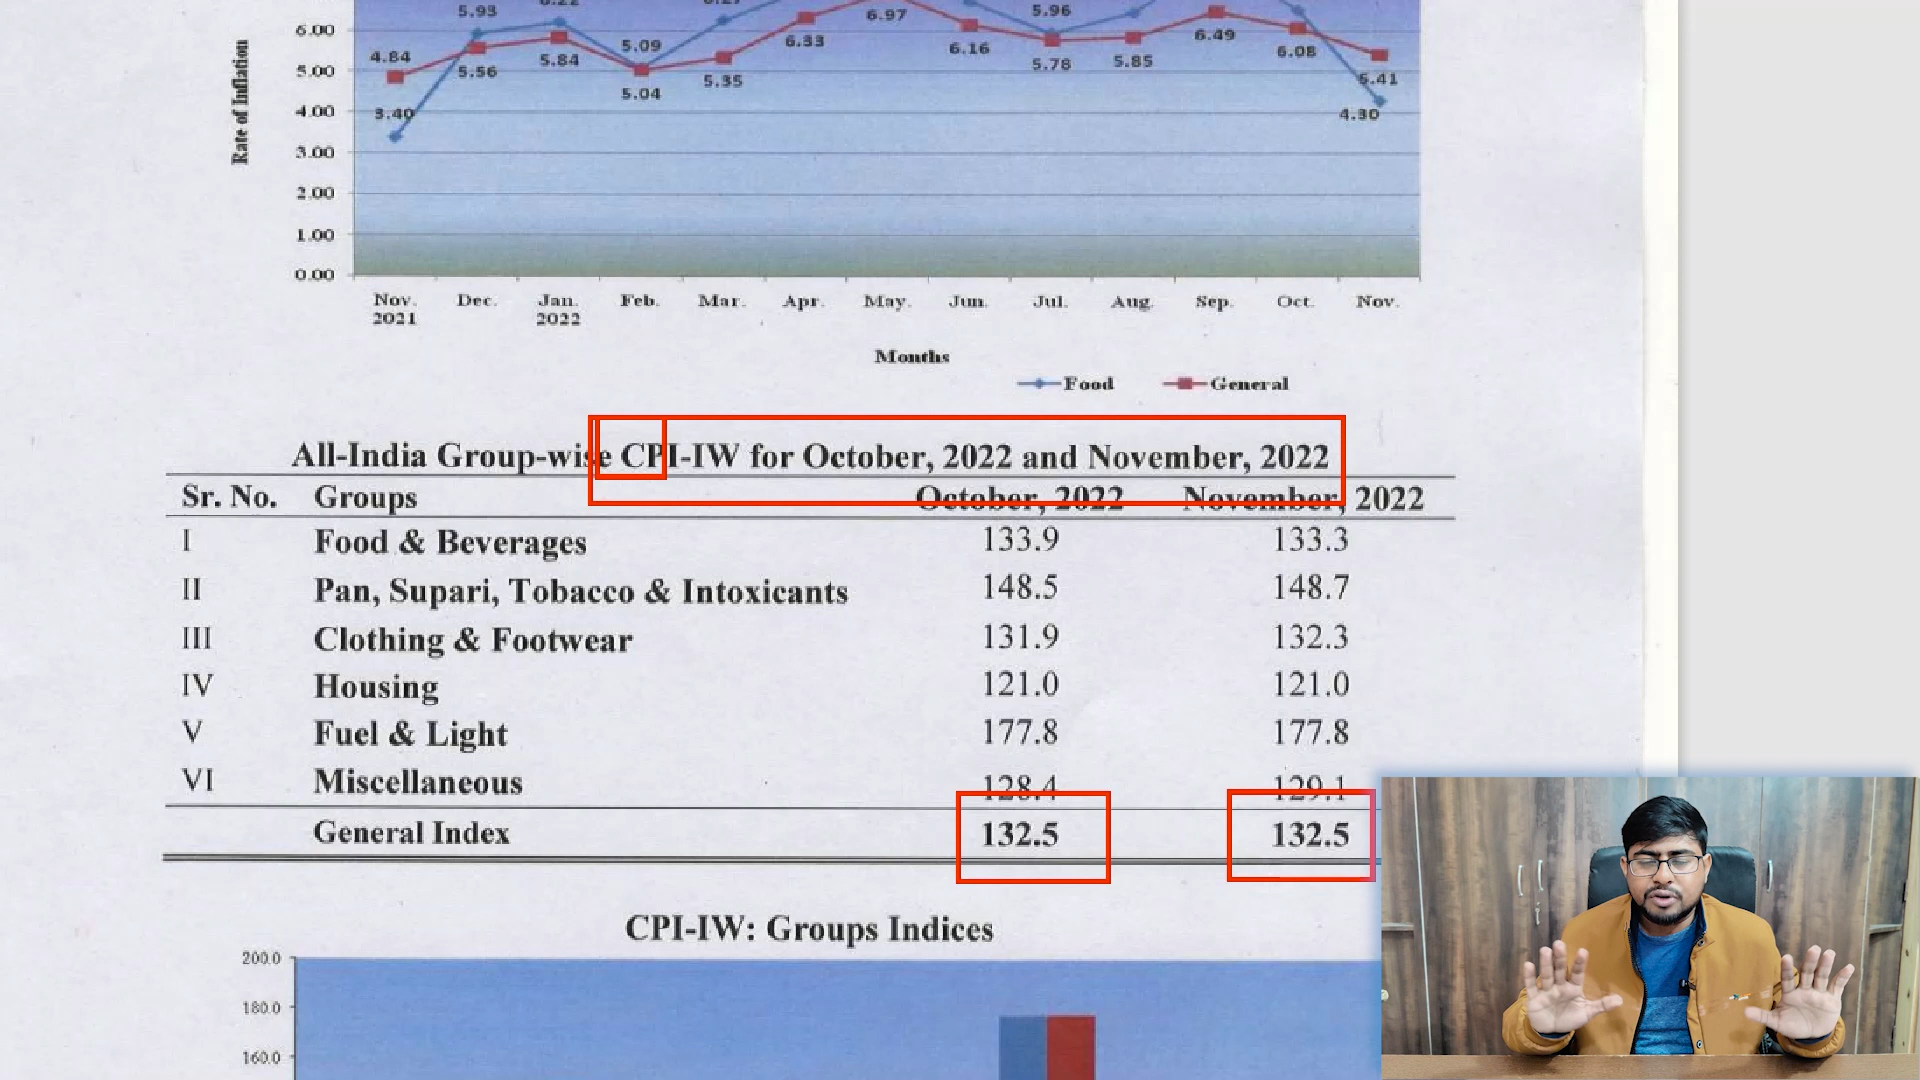 5.93
6.00
6.97
5.96
4.84
5.56
5.84
5.09
5.04
5.35
6.33
6.16
5.78
5.85
6.49
6.08
5.41
5.00
4.00
3.40
4.30
3.00
2.00
1.00
0.00
Rate of Inflation
Nov. Dec. Jan. Feb. Mar. Apr. May. Jun. Jul. Aug. Sep. Oct. Nov.
2021 2022
Months
Food General
All-India Group-wise CPI-IW for October, 2022 and November, 2022
Sr. No. Groups October, 2022 November, 2022
I Food & Beverages 133.9 133.3
II Pan, Supari, Tobacco & Intoxicants 148.5 148.7
III Clothing & Footwear 131.9 132.3
IV Housing 121.0 121.0
V Fuel & Light 177.8 177.8
VI Miscellaneous 128.4 129.1
General Index 132.5 132.5
CPI-IW: Groups Indices
200.0
180.0
160.0